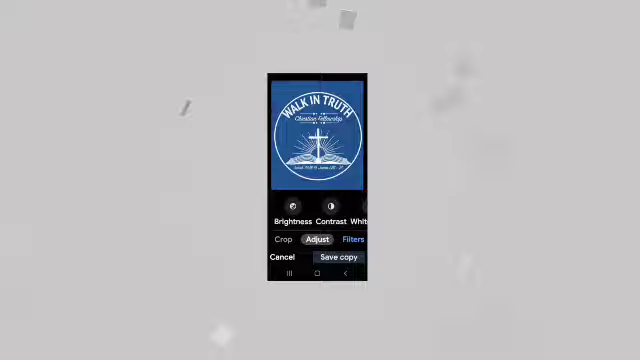 WALK IN TRUTH
Christian Fellowship
Brightness Contrast
Crop Adjust Filters
Cancel Save copy